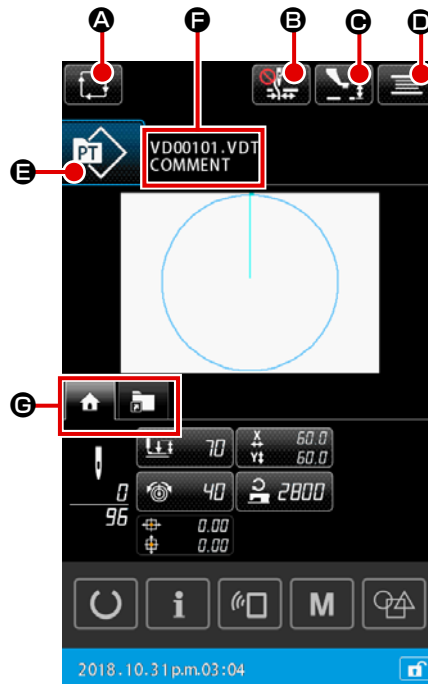 A
F
B
C
D
E
PT
VD00101.VDT
COMMENT
G
70
X
Y
60.0
60.0
0
96
40
2800
0.00
0.00
i
M
2018.10.31p.m.03:04